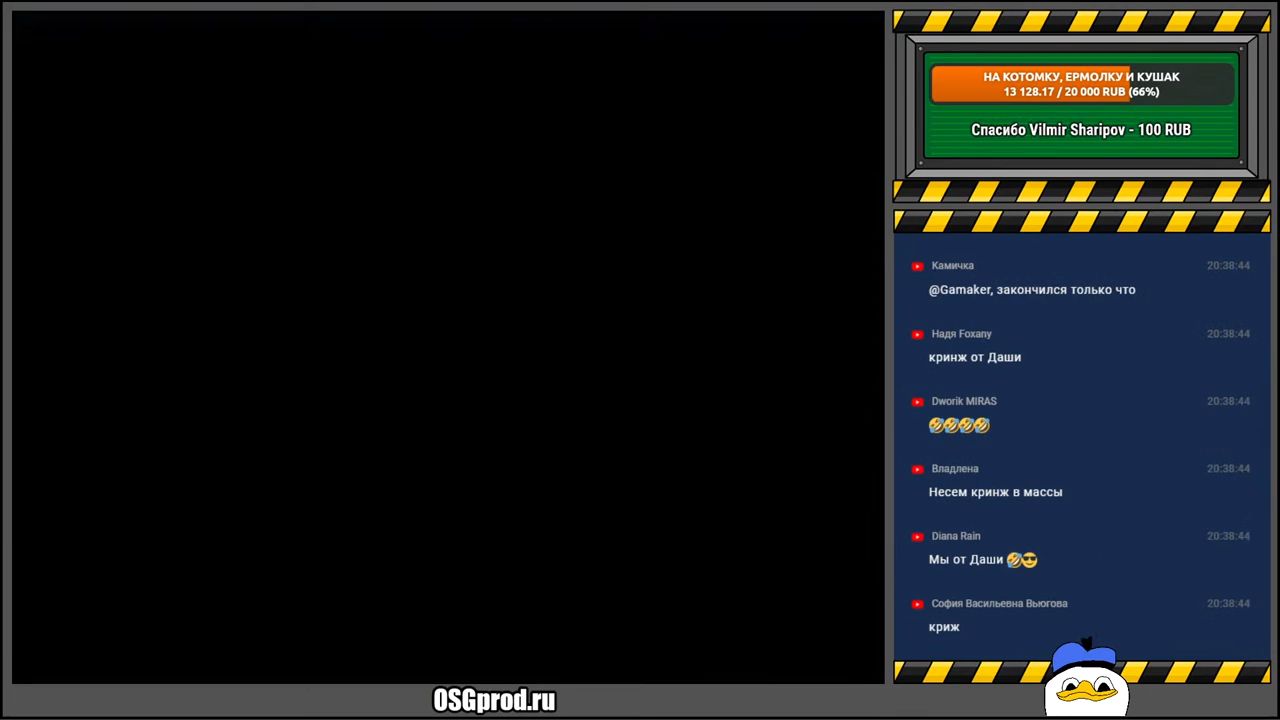 НА КОТОМКУ, ЕРМОЛКУ И КУШАК
13 128.17 / 20 000 RUB (66%)
Спасибо Vilmir Sharipov - 100 RUB
Камичка 20:38:44
@Gamaker, закончился только что
Надя Foxany 20:38:44
кринж от Даши
Dworik MIRAS 20:38:44
🤣🤣🤣🤣
Владлена 20:38:44
Несем кринж в массы
Diana Rain 20:38:44
Мы от Даши 🤣😎
София Васильевна Вьюгова 20:38:44
криж
OSGprod.ru